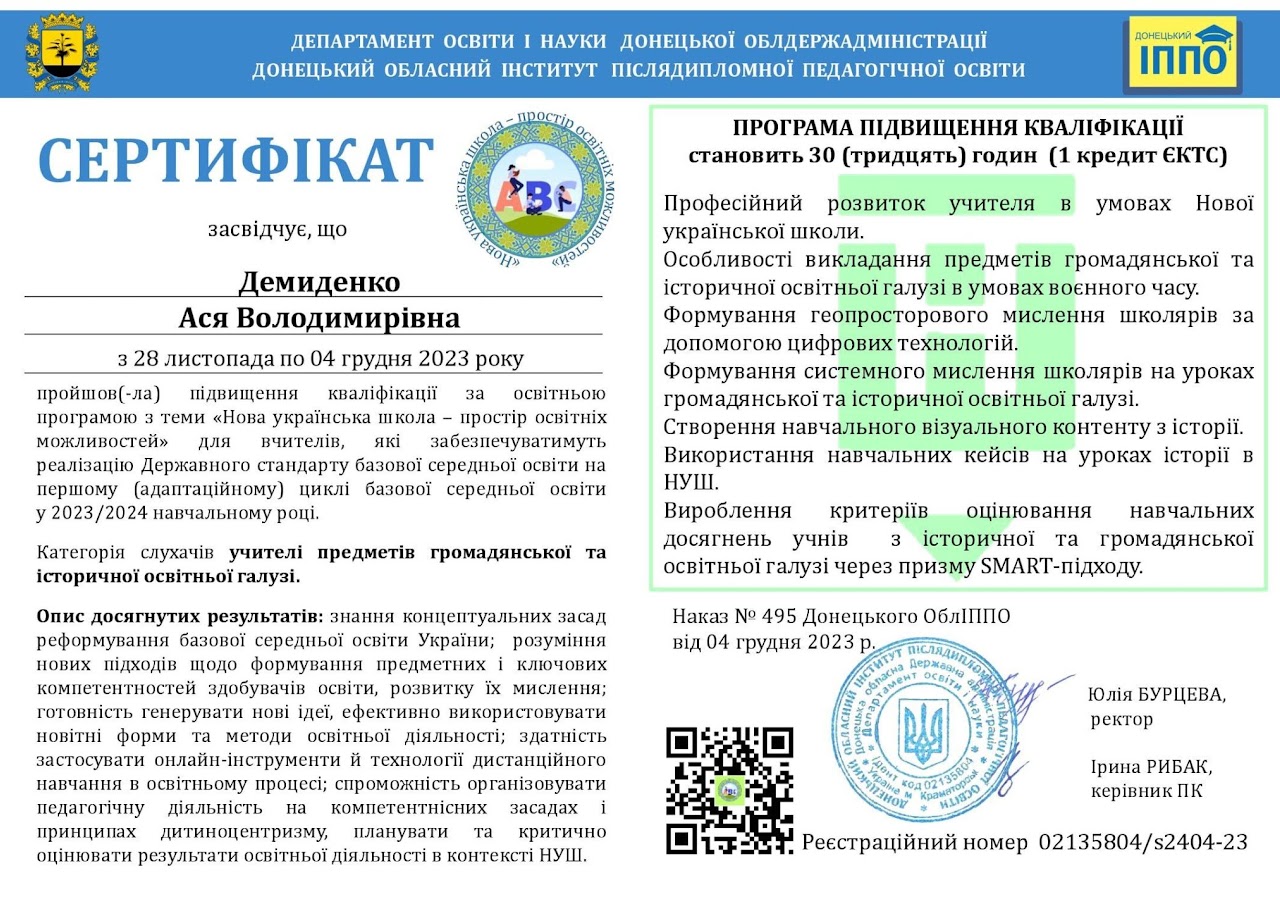 ДЕПАРТАМЕНТ ОСВІТИ І НАУКИ ДОНЕЦЬКОЇ ОБЛДЕРЖАДМІНІСТРАЦІЇ
ДОНЕЦЬКИЙ ОБЛАСНИЙ ІНСТИТУТ ПІСЛЯДИПЛОМНОЇ ПЕДАГОГІЧНОЇ ОСВІТИ
ДОНЕЦЬКИЙ
ІППО
СЕРТИФІКАТ
«Нова українська школа – простір освітніх можливостей»
ABC
засвідчує, що
Демиденко
Ася Володимирівна
з 28 листопада по 04 грудня 2023 року
пройшов(-ла) підвищення кваліфікації за освітньою
програмою з теми «Нова українська школа – простір освітніх
можливостей» для вчителів, які забезпечуватимуть
реалізацію Державного стандарту базової середньої освіти на
першому (адаптаційному) циклі базової середньої освіти
у 2023/2024 навчальному році.
Категорія слухачів учителі предметів громадянської та
історичної освітньої галузі.
Опис досягнутих результатів: знання концептуальних засад
реформування базової середньої освіти України; розуміння
нових підходів щодо формування предметних і ключових
компетентностей здобувачів освіти, розвитку їх мислення;
готовність генерувати нові ідеї, ефективно використовувати
новітні форми та методи освітньої діяльності; здатність
застосувати онлайн-інструменти й технології дистанційного
навчання в освітньому процесі; спроможність організовувати
педагогічну діяльність на компетентнісних засадах і
принципах дитиноцентризму, планувати та критично
оцінювати результати освітньої діяльності в контексті НУШ.
ПРОГРАМА ПІДВИЩЕННЯ КВАЛІФІКАЦІЇ
становить 30 (тридцять) годин (1 кредит ЄКТС)
Професійний розвиток учителя в умовах Нової
української школи.
Особливості викладання предметів громадянської та
історичної освітньої галузі в умовах воєнного часу.
Формування геопросторового мислення школярів за
допомогою цифрових технологій.
Формування системного мислення школярів на уроках
громадянської та історичної освітньої галузі.
Створення навчального візуального контенту з історії.
Використання навчальних кейсів на уроках історії в
НУШ.
Вироблення критеріїв оцінювання навчальних
досягнень учнів з історичної та громадянської
освітньої галузі через призму SMART-підходу.
Наказ № 495 Донецького ОблІППО
від 04 грудня 2023 р.
Юлія БУРЦЕВА,
ректор
Ірина РИБАК,
керівник ПК
Донецька обласна Державна адміністрація
Департамент освіти і науки
Ідент код 02135804
Україна м Краматорськ
Реєстраційний номер 02135804/s2404-23